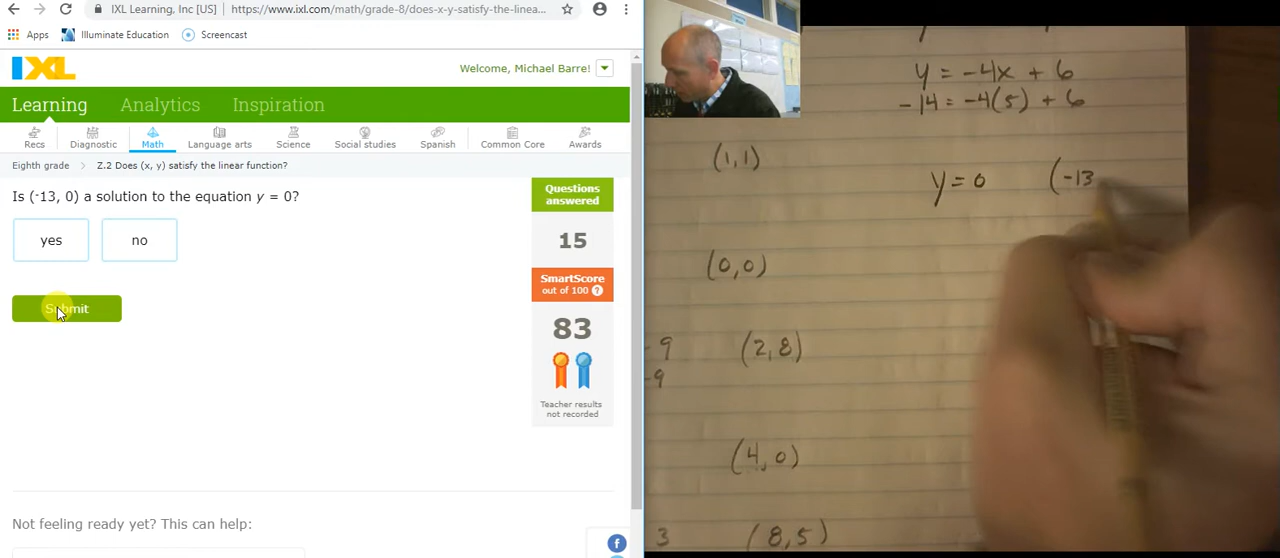 IXL Learning, Inc [US] | https://www.ixl.com/math/grade-8/does-x-y-satisfy-the-linea...
Apps Illuminate Education Screencast
IXL
Welcome, Michael Barre!
Learning Analytics Inspiration
Recs Diagnostic Math Language arts Science Social studies Spanish Common Core Awards
Eighth grade > Z.2 Does (x, y) satisfy the linear function?
Is (-13, 0) a solution to the equation y = 0?
yes no
Submit
Questions
answered
15
SmartScore
out of 100 ?
83
Teacher results
not recorded
Not feeling ready yet? This can help:
f
y = -4x + 6
-14 = -4(5) + 6
(1,1)
y = 0 (-13
(0,0)
- 9 (2,8)
-9
(4,0)
3 (8,5)